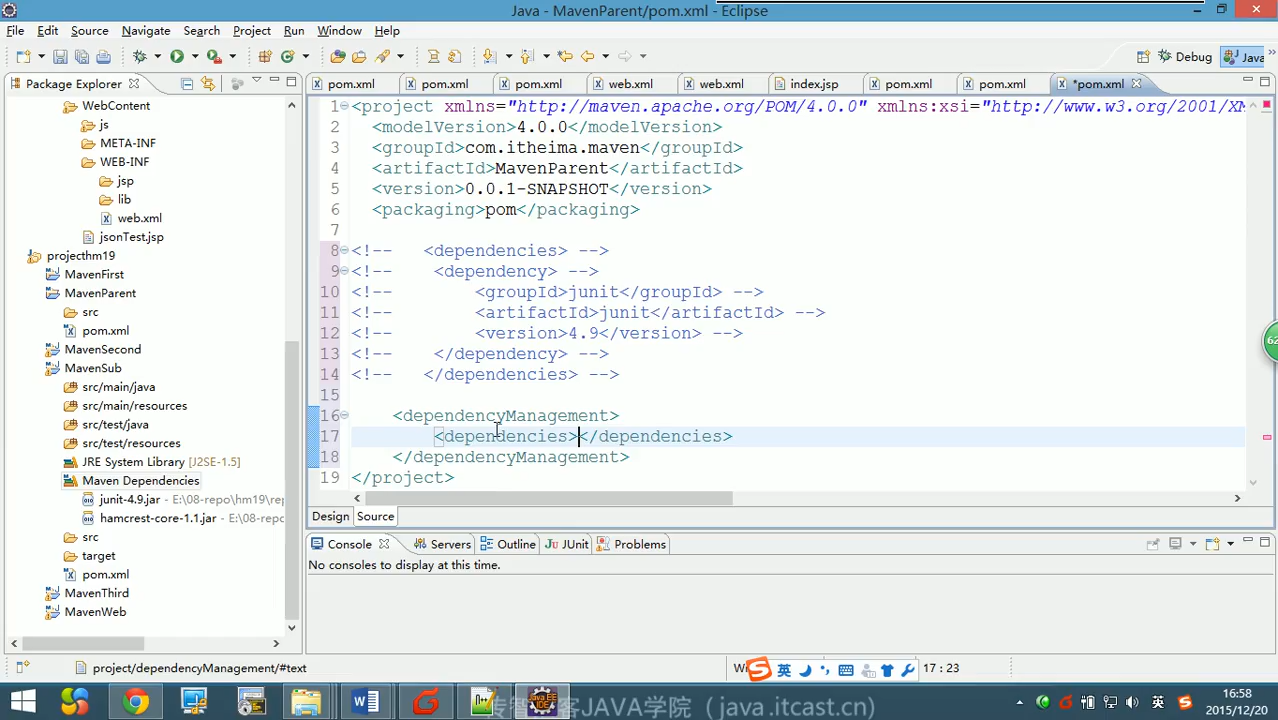 Java - MavenParent/pom.xml - Eclipse
File Edit Source Navigate Search Project Run Window Help
Debug Java
Package Explorer
pom.xml pom.xml pom.xml web.xml web.xml index.jsp pom.xml pom.xml *pom.xml
WebContent
js
META-INF
WEB-INF
jsp
lib
web.xml
jsonTest.jsp
projecthm19
MavenFirst
MavenParent
src
pom.xml
MavenSecond
MavenSub
src/main/java
src/main/resources
src/test/java
src/test/resources
JRE System Library [J2SE-1.5]
Maven Dependencies
junit-4.9.jar - E:\08-repo\hm19\rep
hamcrest-core-1.1.jar - E:\08-repo
src
target
pom.xml
MavenThird
MavenWeb
1 <project xmlns="http://maven.apache.org/POM/4.0.0" xmlns:xsi="http://www.w3.org/2001/XM
2 <modelVersion>4.0.0</modelVersion>
3 <groupId>com.itheima.maven</groupId>
4 <artifactId>MavenParent</artifactId>
5 <version>0.0.1-SNAPSHOT</version>
6 <packaging>pom</packaging>
7
8 <!-- <dependencies> -->
9 <!-- <dependency> -->
10 <!-- <groupId>junit</groupId> -->
11 <!-- <artifactId>junit</artifactId> -->
12 <!-- <version>4.9</version> -->
13 <!-- </dependency> -->
14 <!-- </dependencies> -->
15
16 <dependencyManagement>
17 <dependencies></dependencies>
18 </dependencyManagement>
19 </project>
Design Source
Console Servers Outline JUnit Problems
No consoles to display at this time.
62
project/dependencyManagement/#text
英
17 : 23
传智播客JAVA学院（java.itcast.cn）
英
16:58
2015/12/20